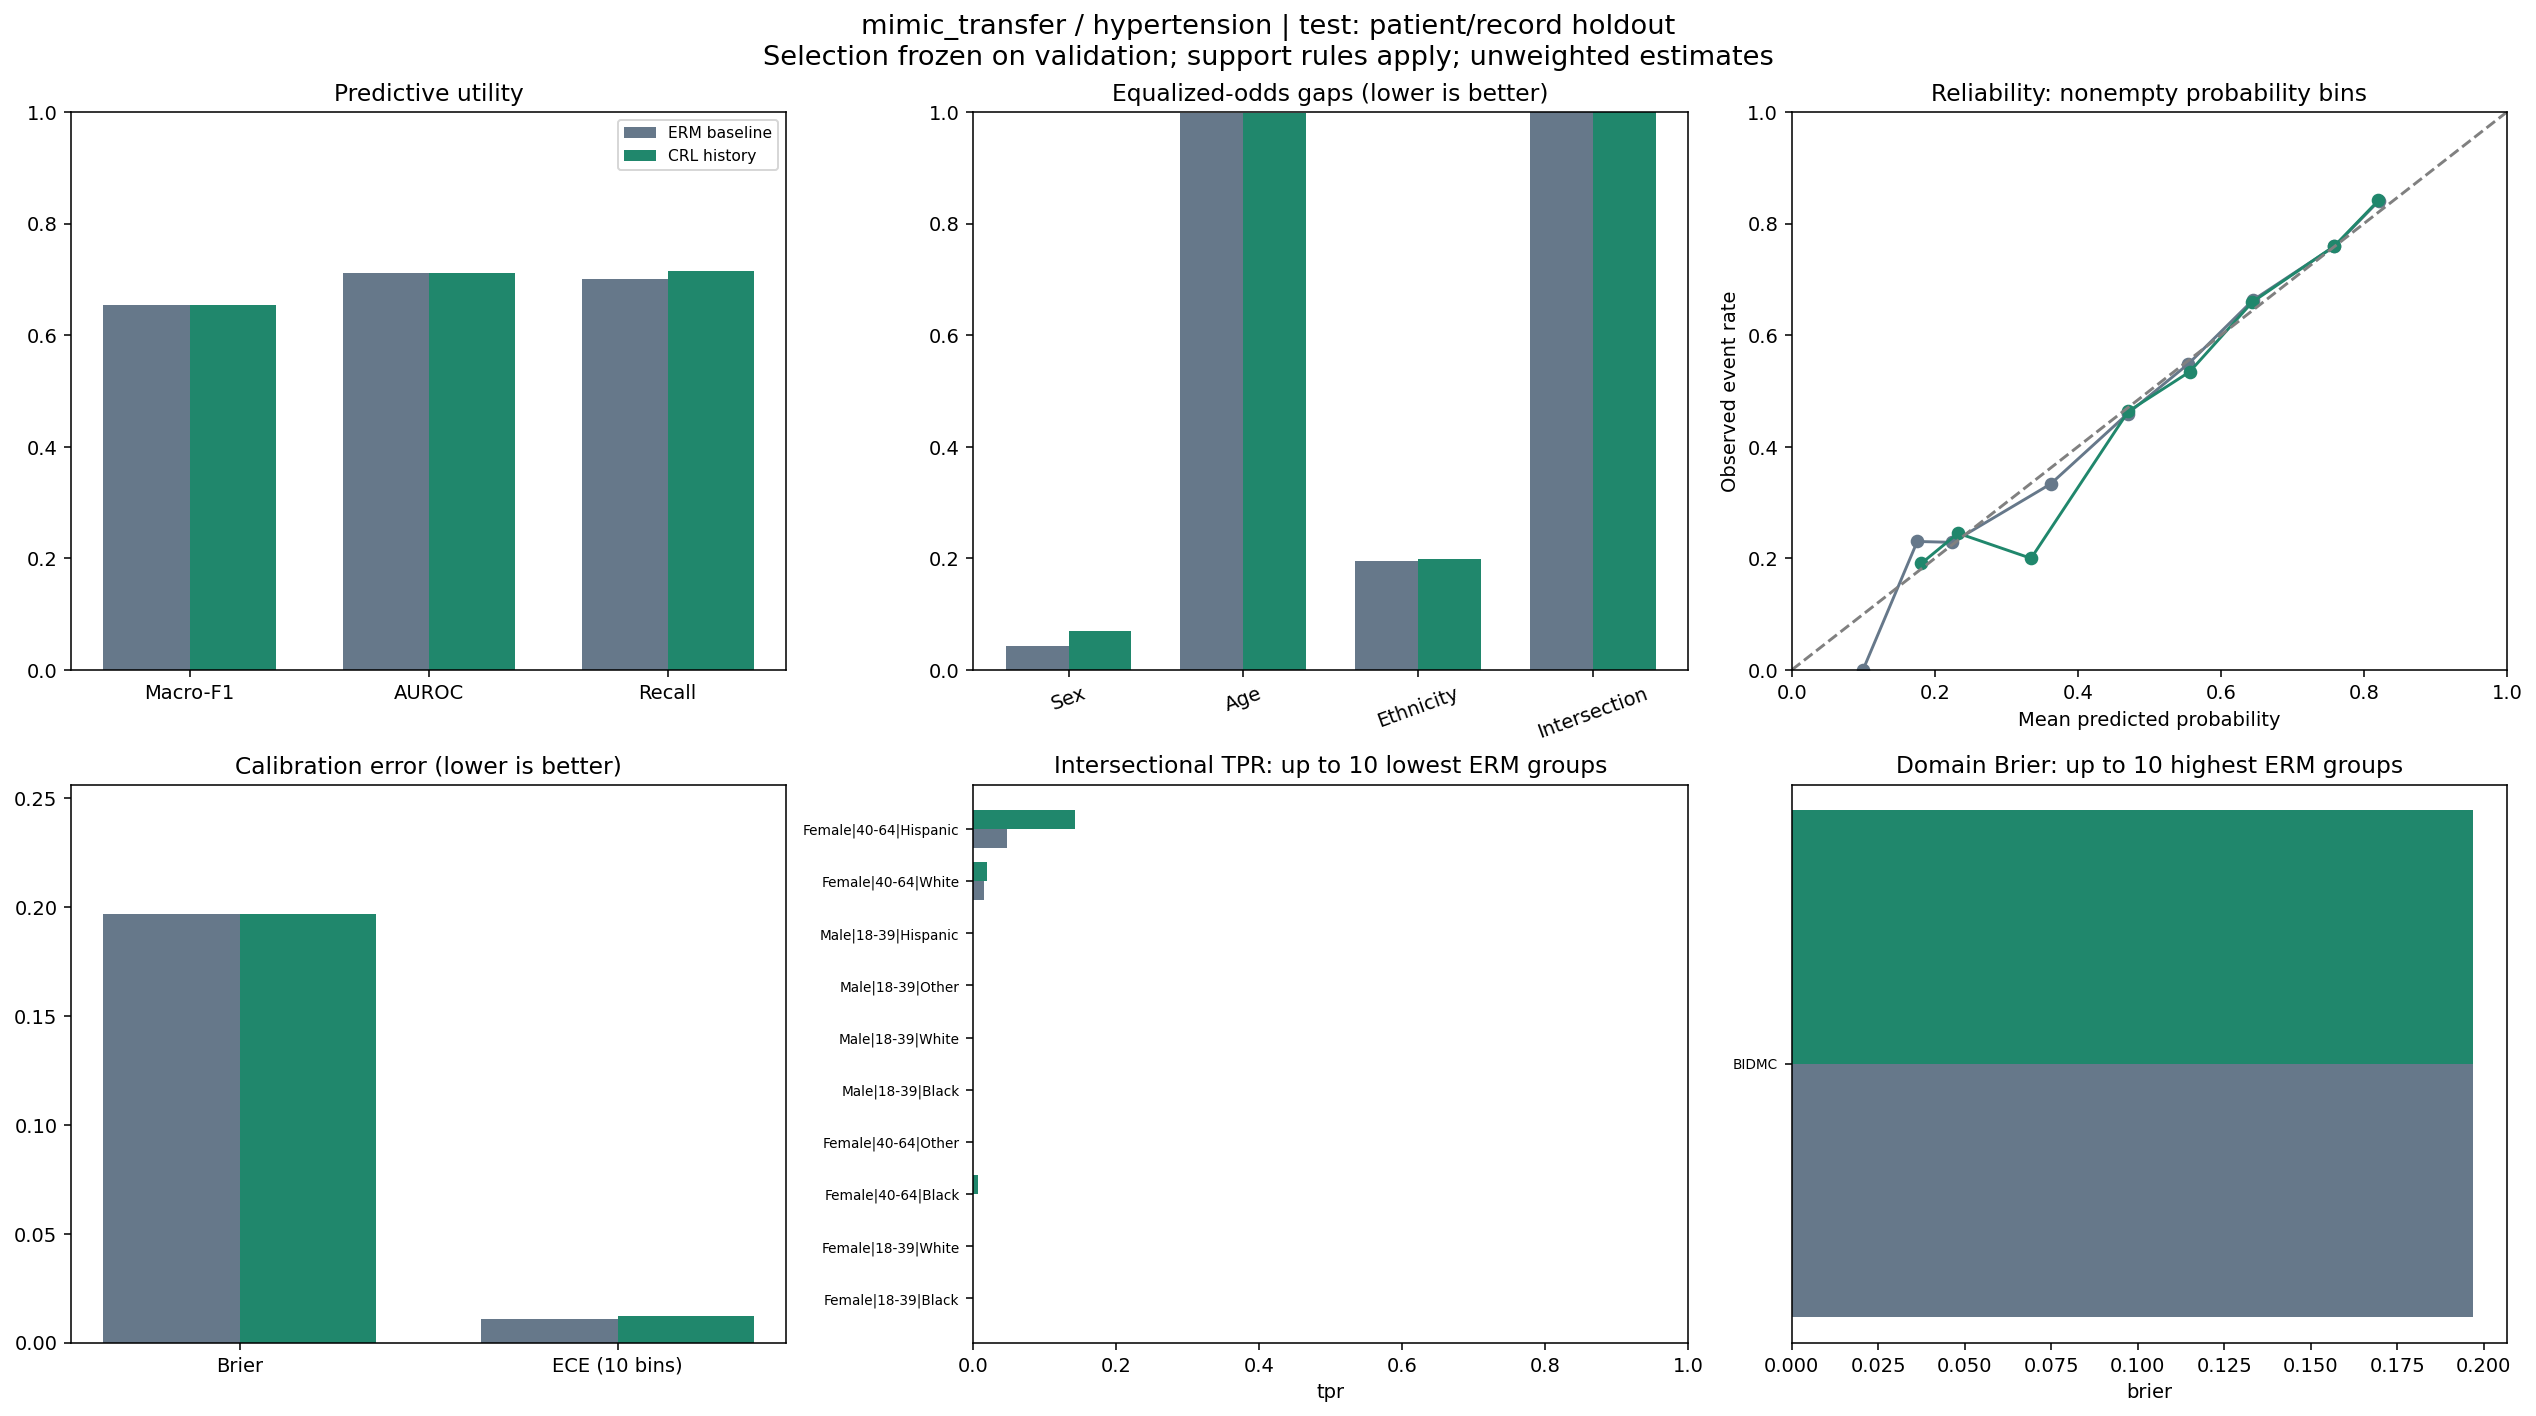 mimic_transfer / hypertension | test: patient/record holdout
Selection frozen on validation; support rules apply; unweighted estimates
Predictive utility
1.0
0.8
0.6
0.4
0.2
0.0
ERM baseline
CRL history
Macro-F1
AUROC
Recall
Equalized-odds gaps (lower is better)
1.0
0.8
0.6
0.4
0.2
0.0
Sex
Age
Ethnicity
Intersection
Reliability: nonempty probability bins
Observed event rate
1.0
0.8
0.6
0.4
0.2
0.0
0.0
0.2
0.4
0.6
0.8
1.0
Mean predicted probability
Calibration error (lower is better)
0.25
0.20
0.15
0.10
0.05
0.00
Brier
ECE (10 bins)
Intersectional TPR: up to 10 lowest ERM groups
Female|40-64|Hispanic
Female|40-64|White
Male|18-39|Hispanic
Male|18-39|Other
Male|18-39|White
Male|18-39|Black
Female|40-64|Other
Female|40-64|Black
Female|18-39|White
Female|18-39|Black
0.0
0.2
0.4
0.6
0.8
1.0
tpr
Domain Brier: up to 10 highest ERM groups
BIDMC
0.000
0.025
0.050
0.075
0.100
0.125
0.150
0.175
0.200
brier